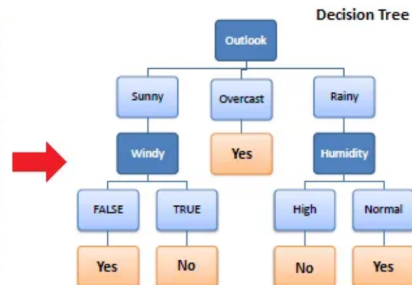 Decision Tree
Outlook
Sunny
Overcast
Rainy
Windy
Yes
Humidity
FALSE
TRUE
High
Normal
Yes
No
No
Yes